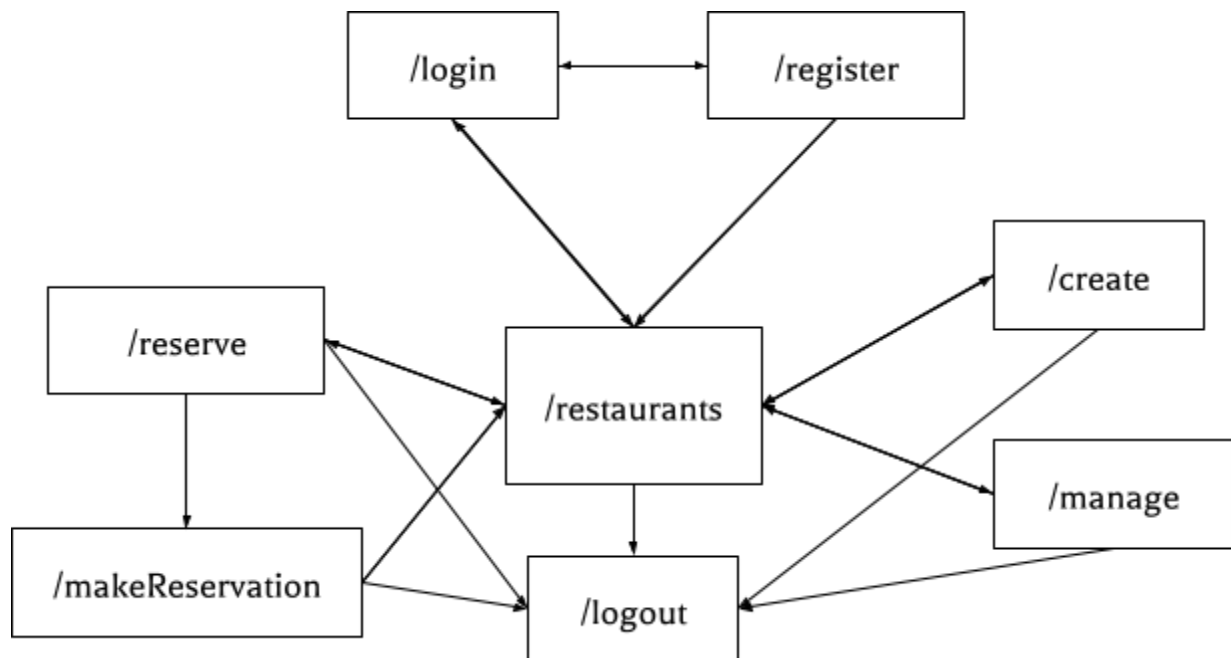 /login
/register
/create
/reserve
/restaurants
/manage
/makeReservation
/logout